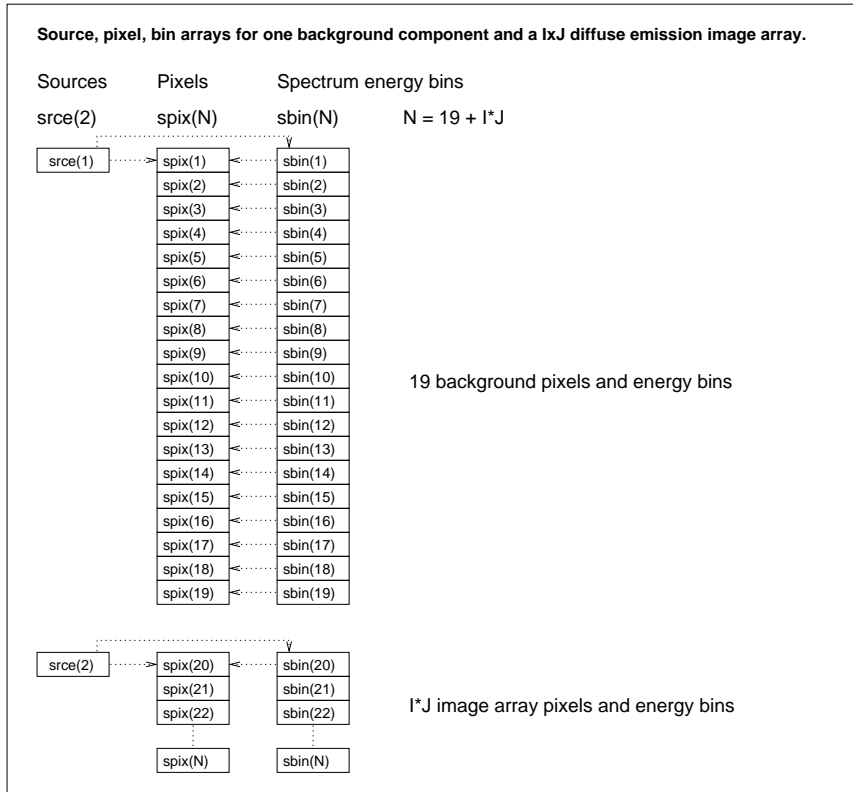 Source, pixel, bin arrays for one background component and a IxJ diffuse emission image array.
Sources Pixels Spectrum energy bins
srce(2) spix(N) sbin(N) N = 19 + I*J
srce(1) spix(1) sbin(1)
spix(2) sbin(2)
spix(3) sbin(3)
spix(4) sbin(4)
spix(5) sbin(5)
spix(6) sbin(6)
spix(7) sbin(7)
spix(8) sbin(8)
spix(9) sbin(9)
spix(10) sbin(10) 19 background pixels and energy bins
spix(11) sbin(11)
spix(12) sbin(12)
spix(13) sbin(13)
spix(14) sbin(14)
spix(15) sbin(15)
spix(16) sbin(16)
spix(17) sbin(17)
spix(18) sbin(18)
spix(19) sbin(19)
srce(2) spix(20) sbin(20)
spix(21) sbin(21)
spix(22) sbin(22) I*J image array pixels and energy bins
spix(N) sbin(N)